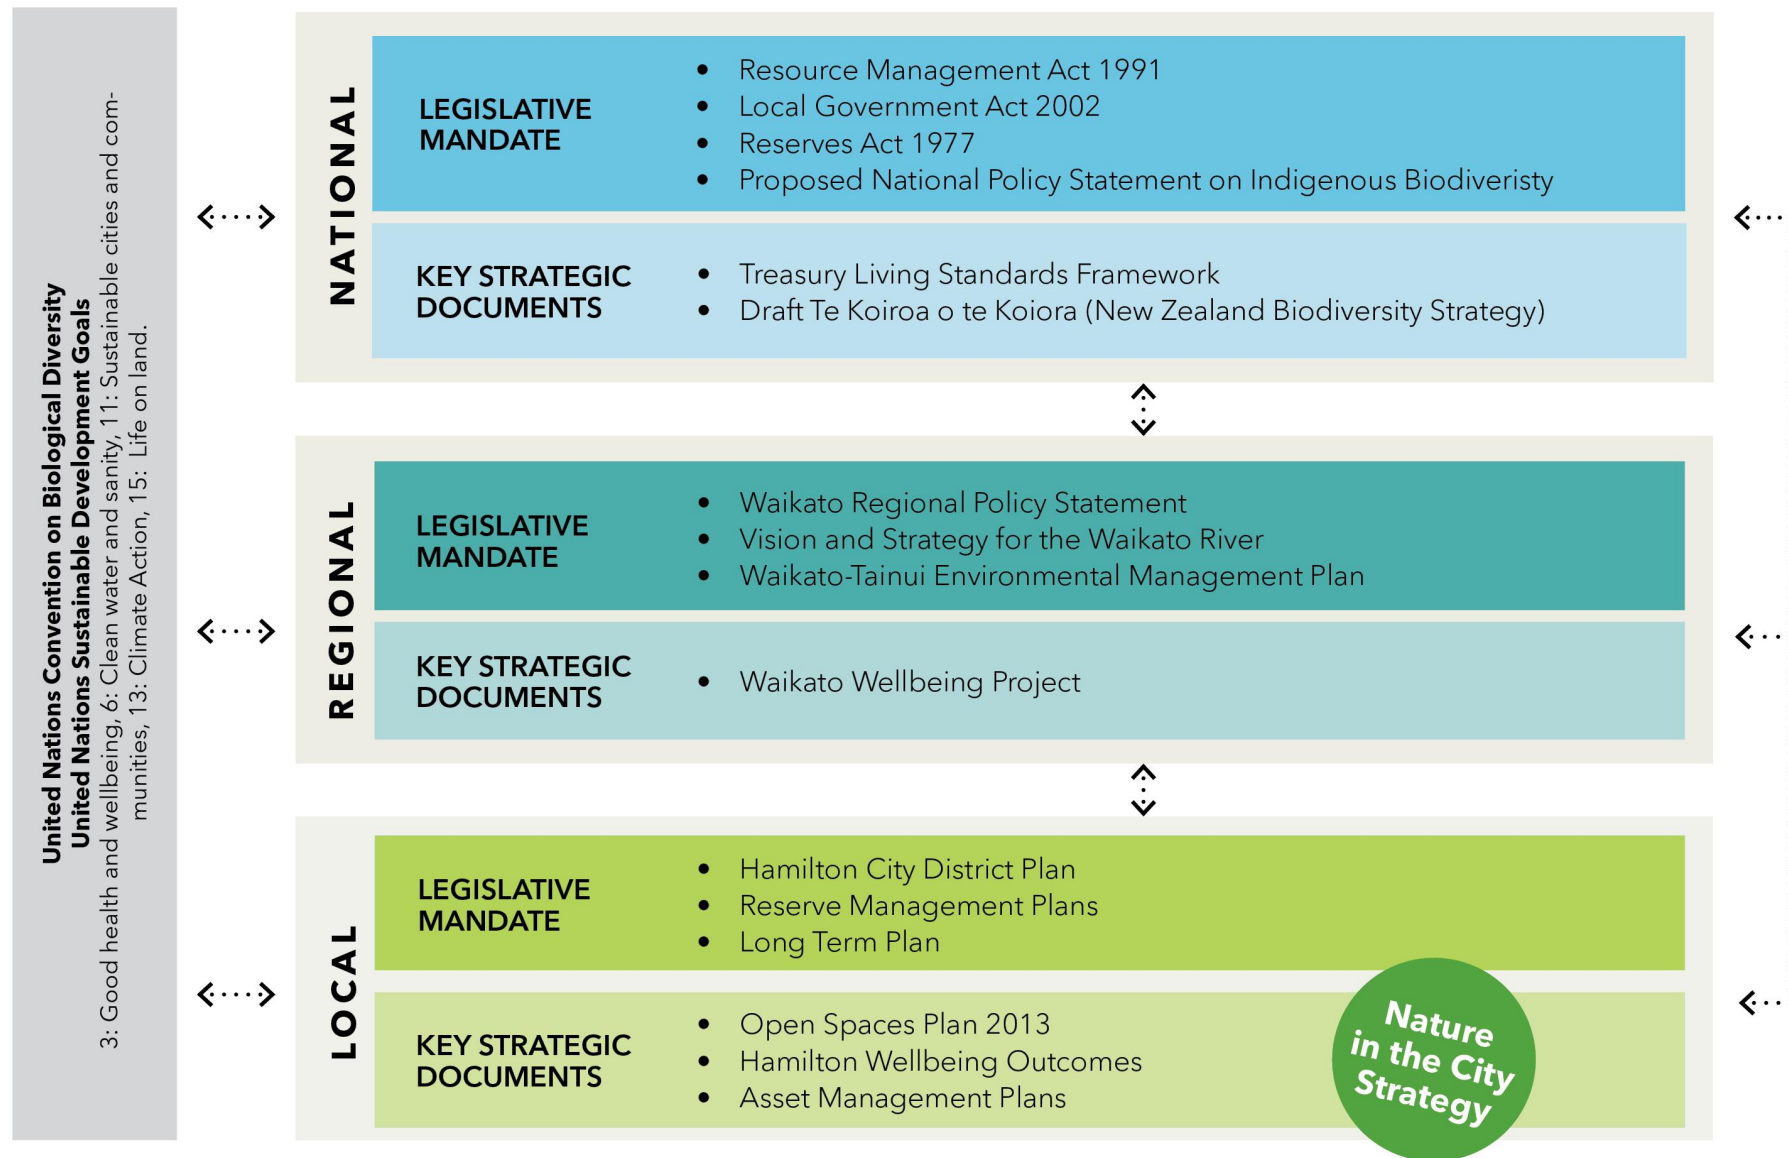 United Nations Convention on Biological Diversity
United Nations Sustainable Development Goals
3: Good health and wellbeing, 6: Clean water and sanity, 11: Sustainable cities and com-
munities, 13: Climate Action, 15: Life on land.
NATIONAL
LEGISLATIVE
MANDATE
• Resource Management Act 1991
• Local Government Act 2002
• Reserves Act 1977
• Proposed National Policy Statement on Indigenous Biodiveristy
KEY STRATEGIC
DOCUMENTS
• Treasury Living Standards Framework
• Draft Te Koiroa o te Koiora (New Zealand Biodiversity Strategy)
REGIONAL
LEGISLATIVE
MANDATE
• Waikato Regional Policy Statement
• Vision and Strategy for the Waikato River
• Waikato-Tainui Environmental Management Plan
KEY STRATEGIC
DOCUMENTS
• Waikato Wellbeing Project
LOCAL
LEGISLATIVE
MANDATE
• Hamilton City District Plan
• Reserve Management Plans
• Long Term Plan
KEY STRATEGIC
DOCUMENTS
• Open Spaces Plan 2013
• Hamilton Wellbeing Outcomes
• Asset Management Plans
Nature
in the City
Strategy